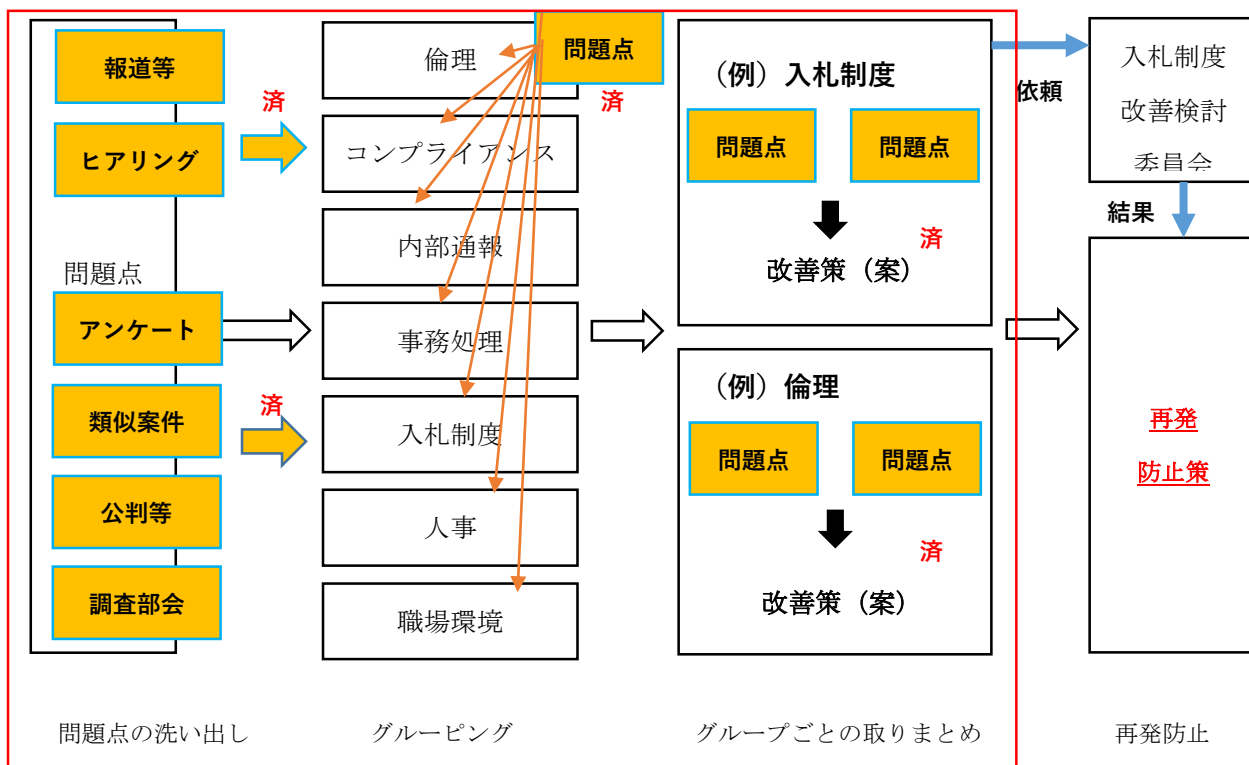 問題点
報道等
ヒアリング
アンケート
類似案件
公判等
調査部会
済
済
倫理
コンプライアンス
内部通報
事務処理
入札制度
人事
職場環境
問題点
済
（例）入札制度
問題点
問題点
済
改善策（案）
（例）倫理
問題点
問題点
済
改善策（案）
依頼
入札制度
改善検討
委員会
結果
再発
防止策
問題点の洗い出し
グルーピング
グループごとの取りまとめ
再発防止